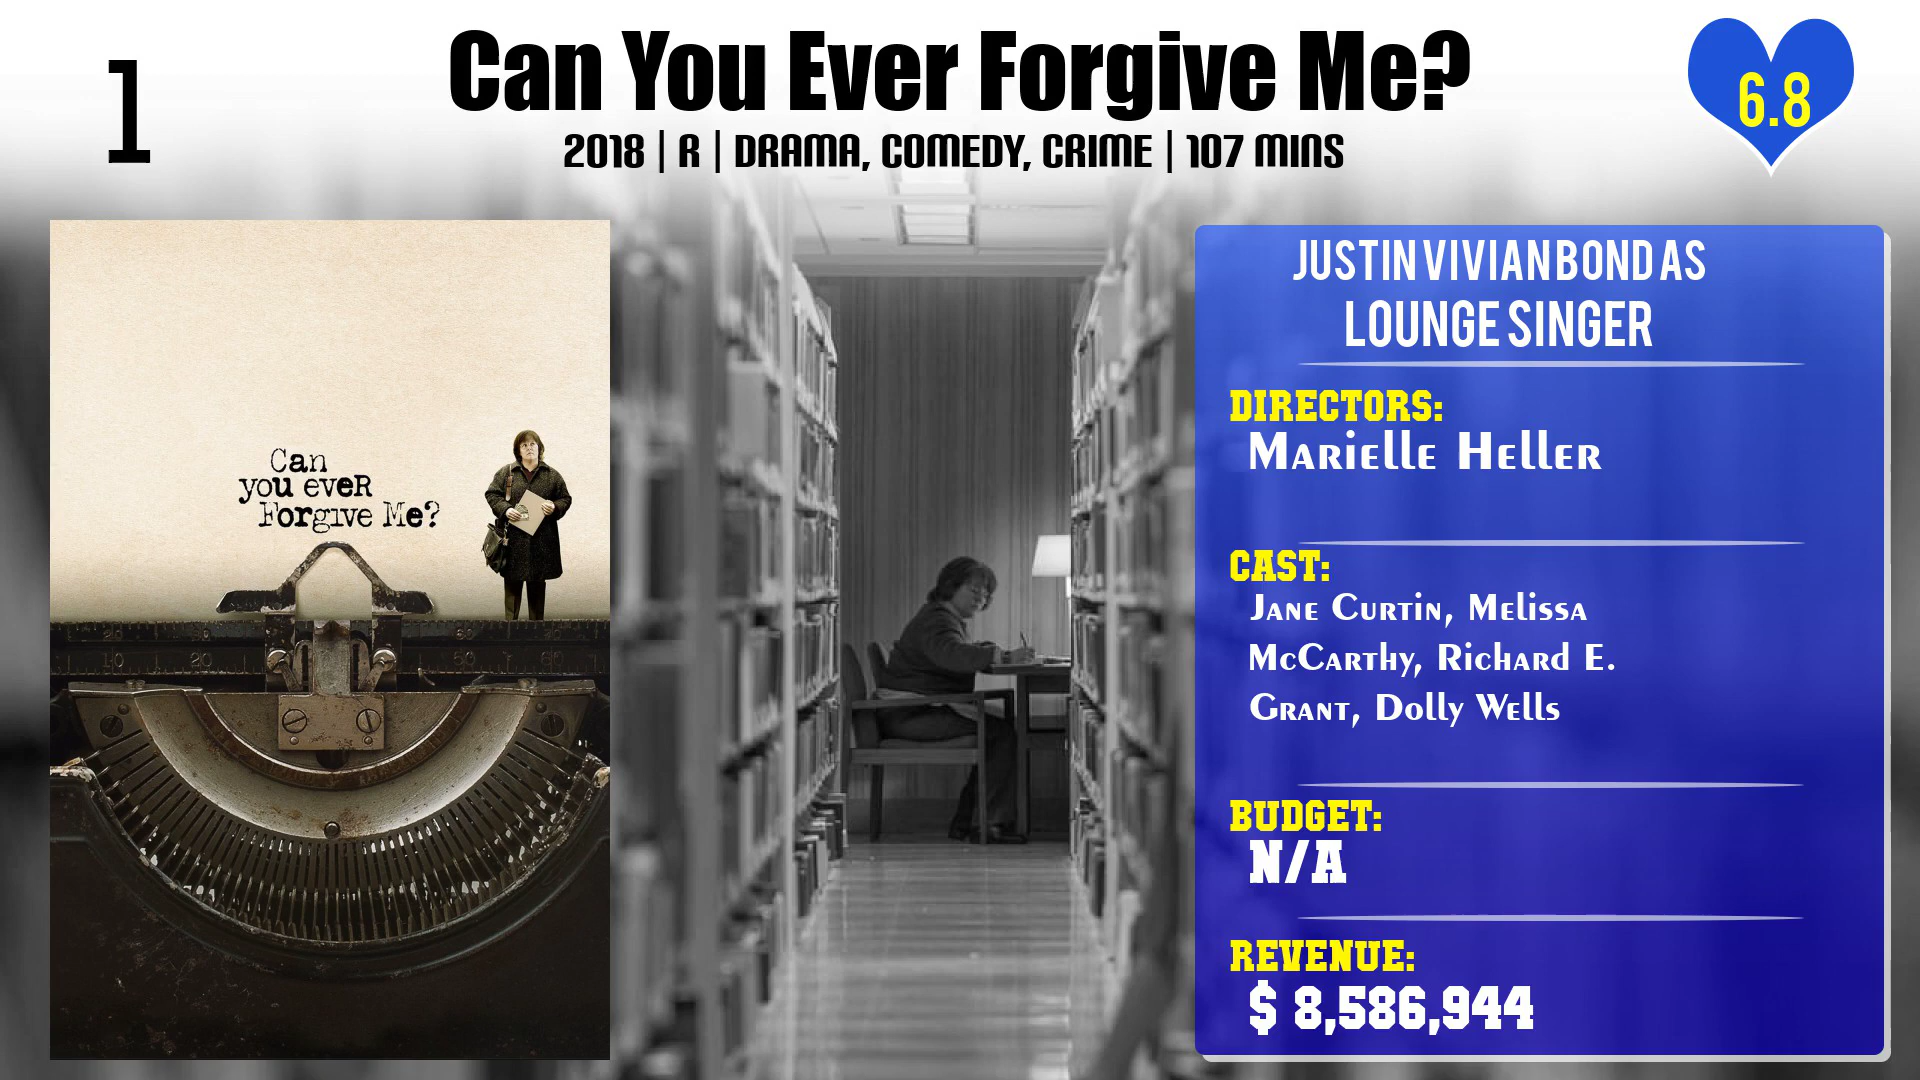 1
Can You Ever Forgive Me?
2018 | R | DRAMA, COMEDY, CRIME | 107 MINS
6.8
Can
you eveR
Forgive Me?
JUSTIN VIVIAN BOND AS
LOUNGE SINGER
DIRECTORS:
Marielle Heller
CAST:
Jane Curtin, Melissa
McCarthy, Richard E.
Grant, Dolly Wells
BUDGET:
N/A
REVENUE:
$ 8,586,944